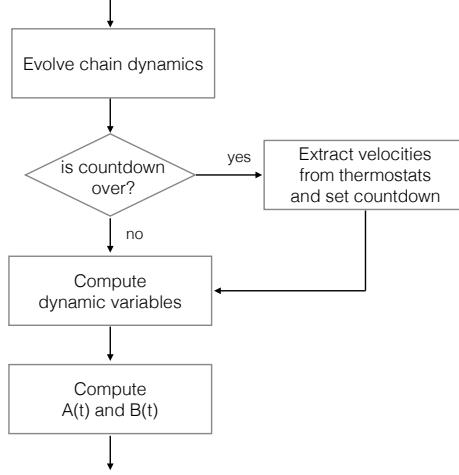 Evolve chain dynamics
is countdown
over?
yes
Extract velocities
from thermostats
and set countdown
no
Compute
dynamic variables
Compute
A(t) and B(t)